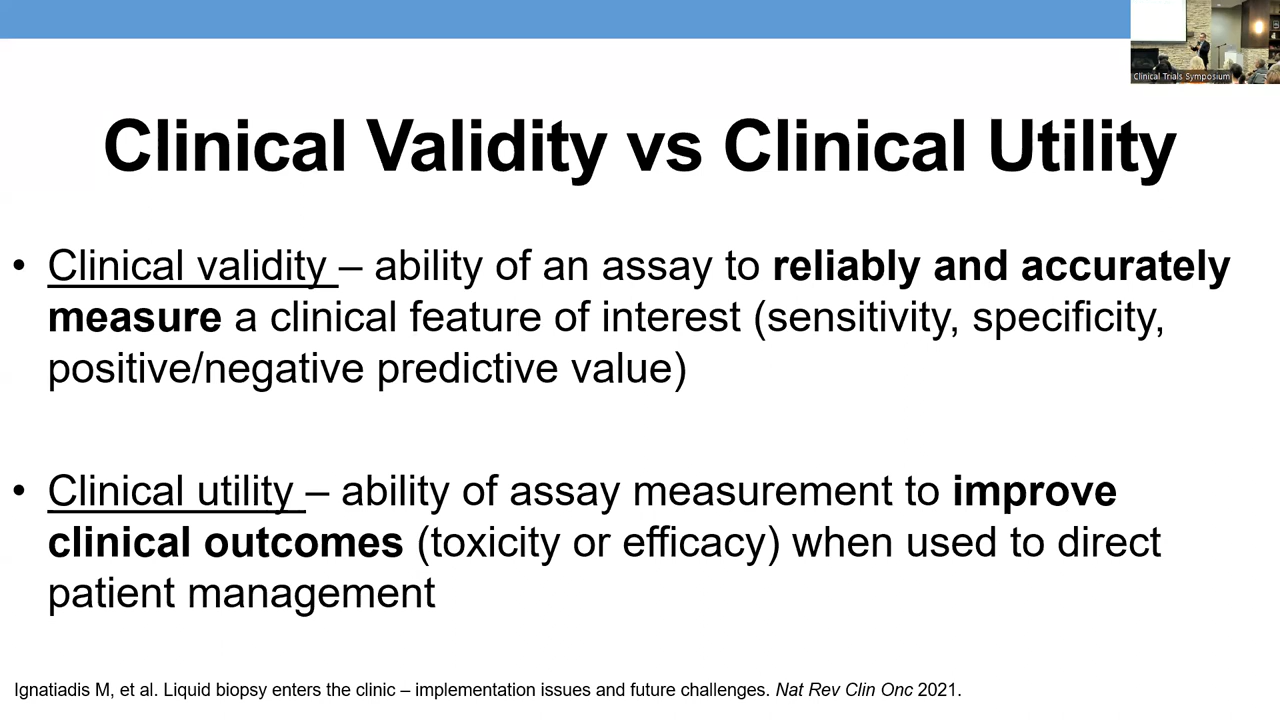 Clinical Trials Symposium
Clinical Validity vs Clinical Utility
• Clinical validity – ability of an assay to reliably and accurately
measure a clinical feature of interest (sensitivity, specificity,
positive/negative predictive value)
• Clinical utility – ability of assay measurement to improve
clinical outcomes (toxicity or efficacy) when used to direct
patient management
Ignatiadis M, et al. Liquid biopsy enters the clinic – implementation issues and future challenges. Nat Rev Clin Onc 2021.